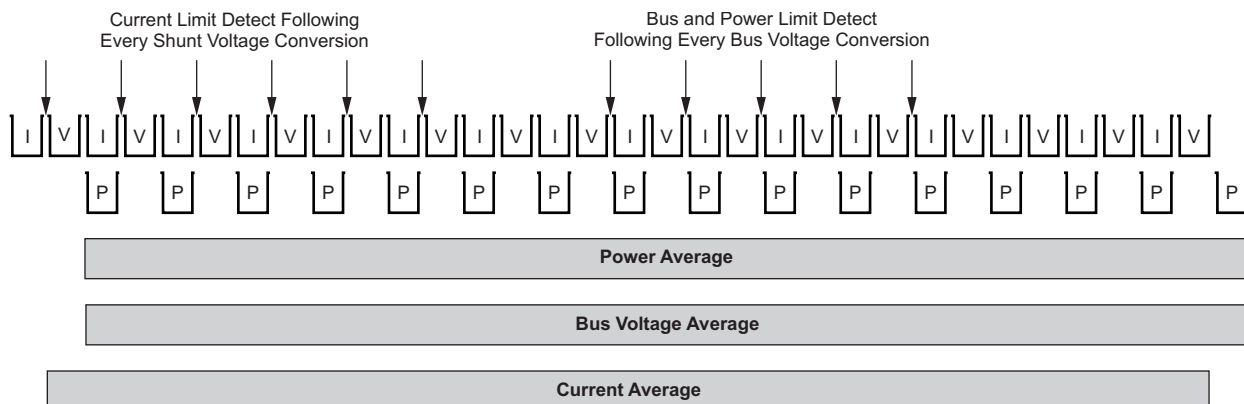 Current Limit Detect Following
Every Shunt Voltage Conversion
Bus and Power Limit Detect
Following Every Bus Voltage Conversion
I V I V I V I V I V I V I V I V I V I V I V I V I V I V I V I V
P P P P P P P P P P P P P P P P
Power Average
Bus Voltage Average
Current Average